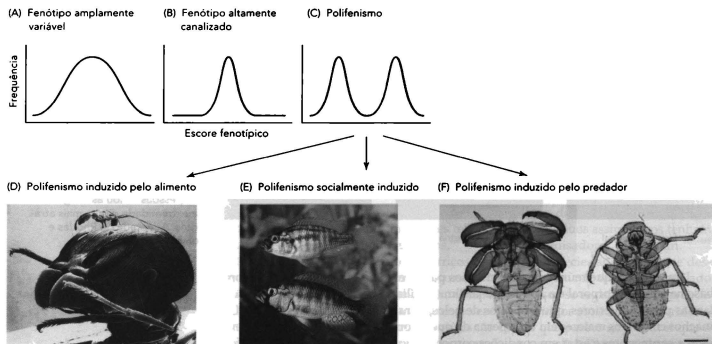 (A) Fenótipo amplamente
variável
(B) Fenótipo altamente
canalizado
(C) Polifenismo
Frequência
Escore fenotípico
(D) Polifenismo induzido pelo alimento
(E) Polifenismo socialmente induzido
(F) Polifenismo induzido pelo predador